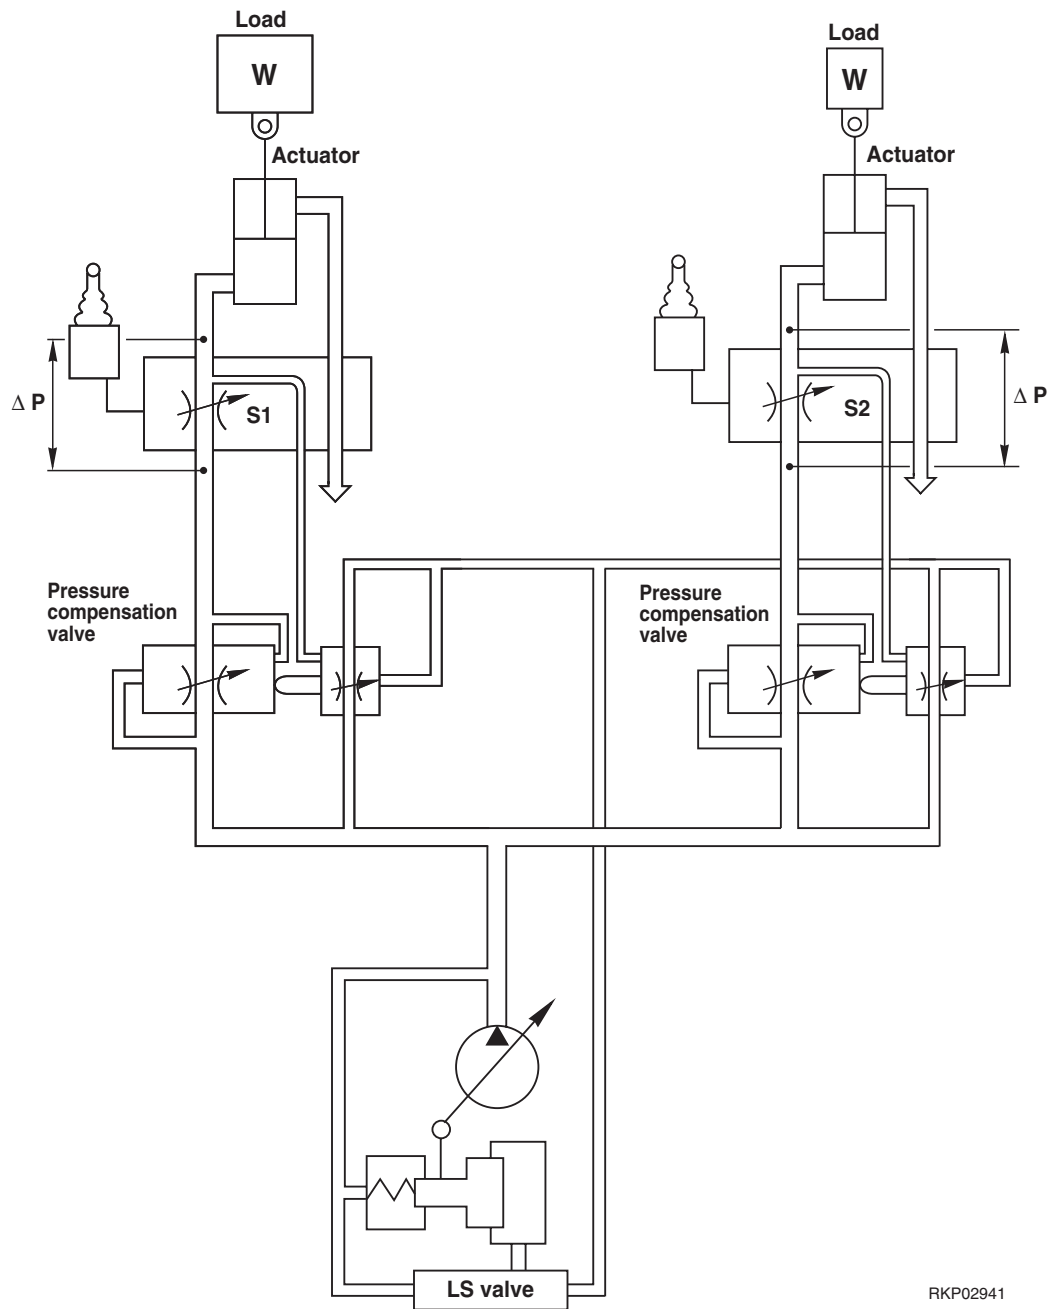 Load
W
Actuator
Load
W
Actuator
Δ P
S1
S2
Δ P
Pressure
compensation
valve
Pressure
compensation
valve
LS valve
RKP02941